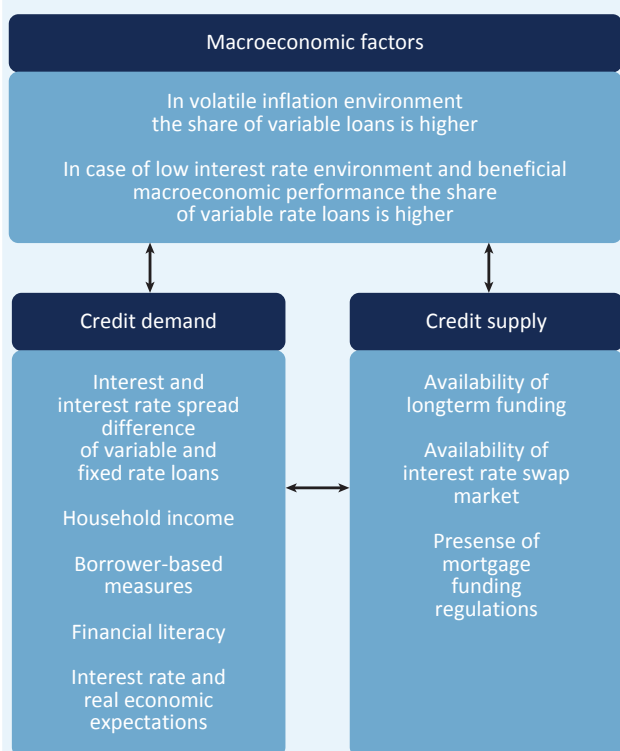 Macroeconomic factors
In volatile inflation environment
the share of variable loans is higher
In case of low interest rate environment and beneficial
macroeconomic performance the share
of variable rate loans is higher
Credit demand
Interest and
interest rate spread
difference
of variable and
fixed rate loans
Household income
Borrower-based
measures
Financial literacy
Interest rate and
real economic
expectations
Credit supply
Availability of
longterm funding
Availability of
interest rate swap
market
Presense of
mortgage
funding
regulations